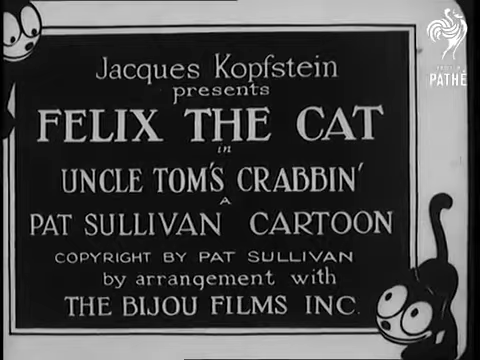 Jacques Kopfstein
presents
FELIX THE CAT
in
UNCLE TOM'S CRABBIN'
A
PAT SULLIVAN CARTOON
COPYRIGHT BY PAT SULLIVAN
by arrangement with
THE BIJOU FILMS INC.
PATHÉ